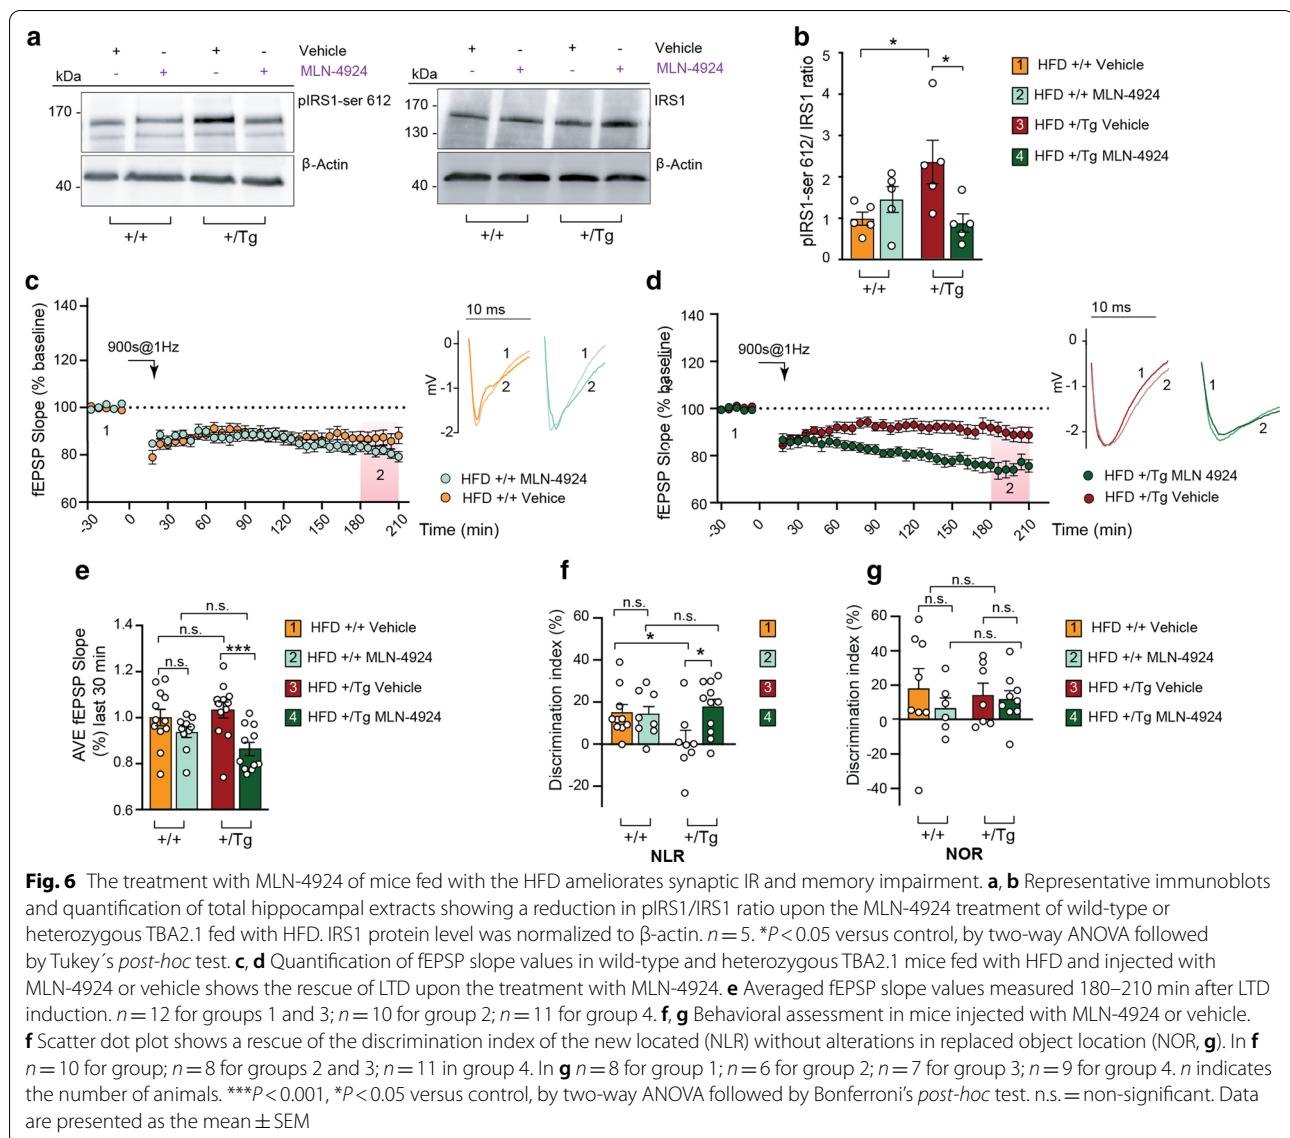 a
+ - + - Vehicle
- + - + MLN-4924
kDa
pIRS1-ser 612
170
β-Actin
40
+/+ +/Tg
+ - + - Vehicle
- + - + MLN-4924
kDa
IRS1
170
130
β-Actin
40
+/+ +/Tg
b
pIRS1-ser 612/ IRS1 ratio
5
4
3
2
1
0
* *
+/+ +/Tg
1 HFD +/+ Vehicle
2 HFD +/+ MLN-4924
3 HFD +/Tg Vehicle
4 HFD +/Tg MLN-4924
c
fEPSP Slope (% baseline)
140
120
100
80
60
900s@1Hz
1
2
-30 0 30 60 90 120 150 180 210
Time (min)
10 ms
0
-1
-2
mV
1
2
1
2
HFD +/+ MLN-4924
HFD +/+ Vehice
d
fEPSP Slope (% baseline)
140
120
100
80
60
900s@1Hz
1
2
-30 0 30 60 90 120 150 180 210
Time (min)
10 ms
0
-1
-2
mV
1
2
1
2
HFD +/Tg MLN 4924
HFD +/Tg Vehicle
e
AVE fEPSP Slope
(%) last 30 min
1.4
1.2
1.0
0.8
0.6
n.s.
n.s.
n.s. ***
+/+ +/Tg
1 HFD +/+ Vehicle
2 HFD +/+ MLN-4924
3 HFD +/Tg Vehicle
4 HFD +/Tg MLN-4924
f
Discrimination index (%)
60
40
20
0
-20
n.s.
n.s.
*
*
+/+ +/Tg
NLR
1
2
3
4
g
Discrimination index (%)
60
40
20
0
-20
-40
n.s.
n.s. n.s.
n.s.
+/+ +/Tg
NOR
1 HFD +/+ Vehicle
2 HFD +/+ MLN-4924
3 HFD +/Tg Vehicle
4 HFD +/Tg MLN-4924
Fig. 6 The treatment with MLN-4924 of mice fed with the HFD ameliorates synaptic IR and memory impairment. a, b Representative immunoblots
and quantification of total hippocampal extracts showing a reduction in pIRS1/IRS1 ratio upon the MLN-4924 treatment of wild-type or
heterozygous TBA2.1 fed with HFD. IRS1 protein level was normalized to β-actin. n = 5. *P < 0.05 versus control, by two-way ANOVA followed
by Tukey´s post-hoc test. c, d Quantification of fEPSP slope values in wild-type and heterozygous TBA2.1 mice fed with HFD and injected with
MLN-4924 or vehicle shows the rescue of LTD upon the treatment with MLN-4924. e Averaged fEPSP slope values measured 180–210 min after LTD
induction. n = 12 for groups 1 and 3; n = 10 for group 2; n = 11 for group 4. f, g Behavioral assessment in mice injected with MLN-4924 or vehicle.
f Scatter dot plot shows a rescue of the discrimination index of the new located (NLR) without alterations in replaced object location (NOR, g). In f
n = 10 for group; n = 8 for groups 2 and 3; n = 11 in group 4. In g n = 8 for group 1; n = 6 for group 2; n = 7 for group 3; n = 9 for group 4. n indicates
the number of animals. ***P < 0.001, *P < 0.05 versus control, by two-way ANOVA followed by Bonferroni's post-hoc test. n.s. = non-significant. Data
are presented as the mean ± SEM